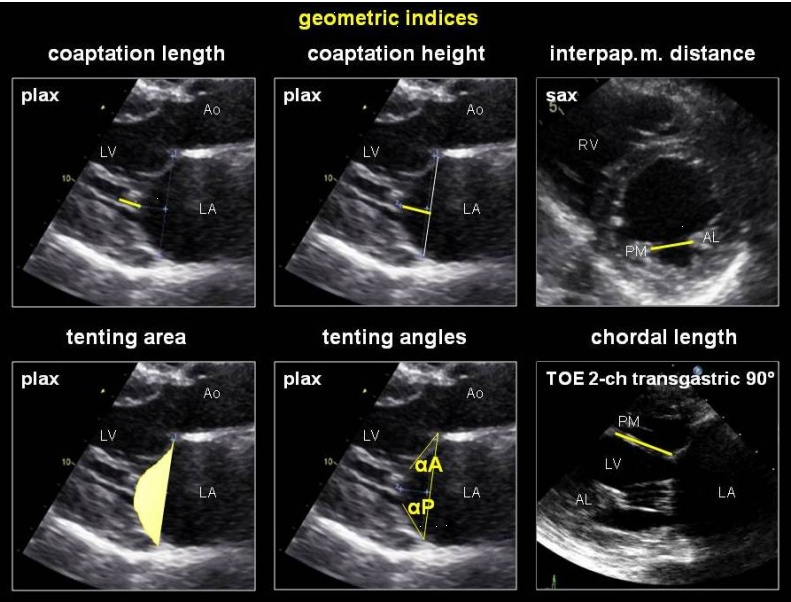 geometric indices
coaptation length
coaptation height
interpap.m. distance
plax
Ao
LV
10
LA
plax
Ao
LV
10
LA
sax
5
RV
PM
AL
tenting area
tenting angles
chordal length
plax
Ao
LV
10
LA
plax
Ao
LV
10
αA
LA
αP
TOE 2-ch transgastric 90°
PM
LV
AL
LA